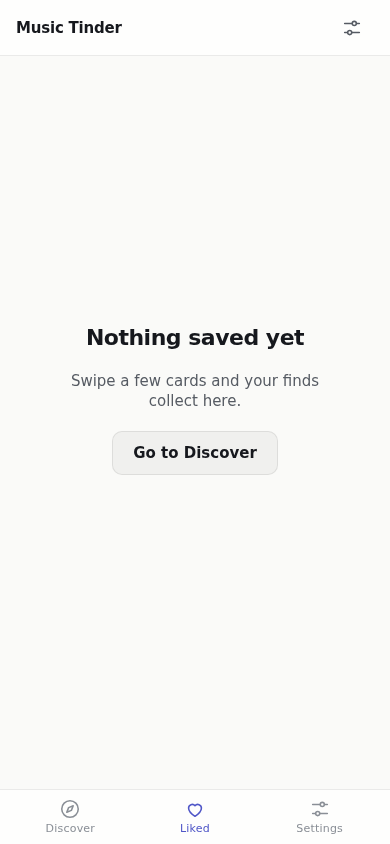 Music Tinder
Nothing saved yet
Swipe a few cards and your finds
collect here.
Go to Discover
Discover
Liked
Settings